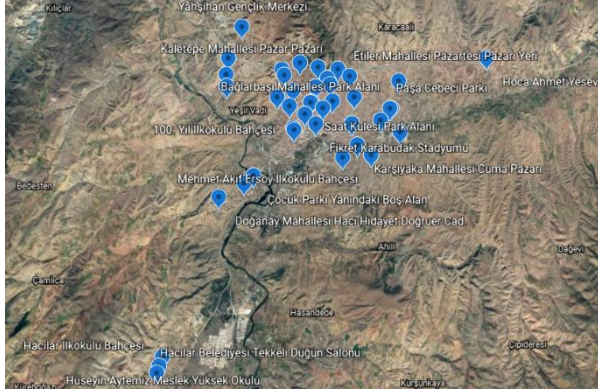 Yahşihan Gençlik Merkezi
Kılıçlar
Karacaali
Kaletepe Mahallesi Pazar Pazarı
Etiler Mahallesi Pazartesi Pazarı Yeri
Hoca Ahmet Yesev
Bağlarbaşı Mahallesi Park Alanı
Paşa Cebeci Parkı
Yeşil Vadi
100. Yıl İlkokulu Bahçesi
Saat Kulesi Park Alanı
Fikret Karabudak Stadyumu
Karşıyaka Mahallesi Cuma Pazarı
Mehmet Akif Ersoy İlkokulu Bahçesi
Bedesten
Çocuk Parkı Yanındaki Boş Alan
Doğanay Mahallesi Hacı Hidayet Doğruer Cad
Ahılı
Dağevi
Çamlıca
Hasandede
Hacılar İlkokulu Bahçesi
Hacılar Belediyesi Tekkeli Düğün Salonu
Çipideresi
Hüseyin Aytemiz Meslek Yüksek Okulu
Kurşunkaya